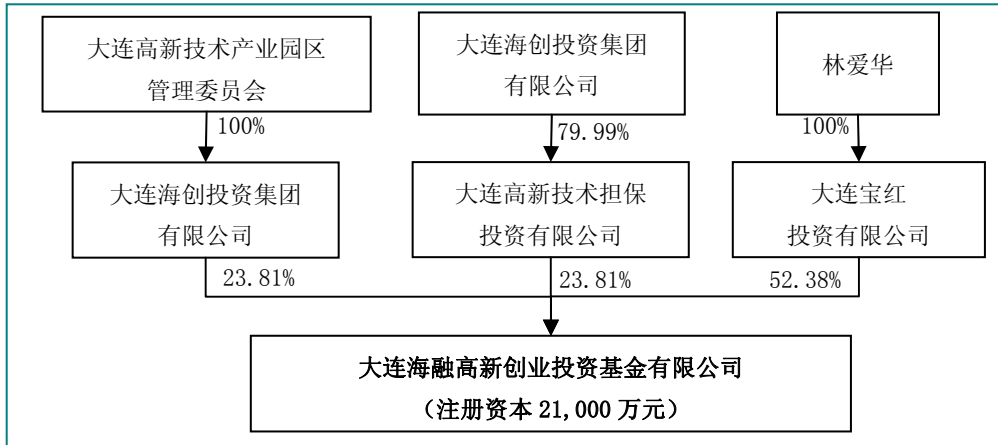 大连高新技术产业园区
管理委员会
大连海创投资集团
有限公司
林爱华
100%
79.99%
100%
大连海创投资集团
有限公司
大连高新技术担保
投资有限公司
大连宝红
投资有限公司
23.81%
23.81%
52.38%
大连海融高新创业投资基金有限公司
（注册资本 21,000 万元）